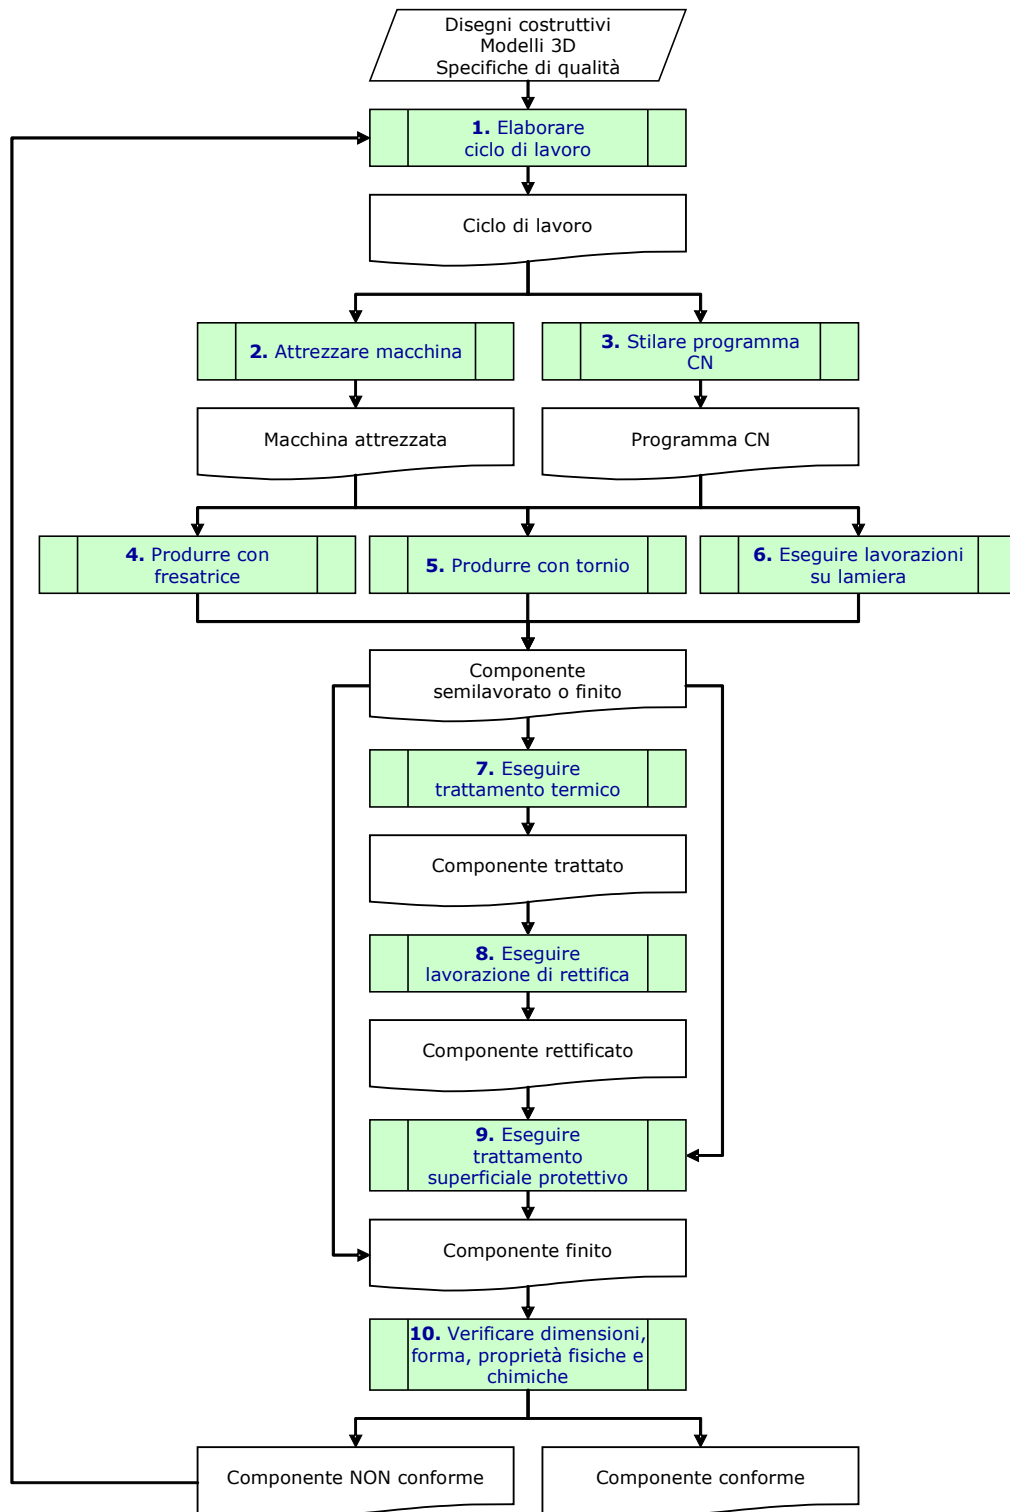 Disegni costruttivi
Modelli 3D
Specifiche di qualità
1. Elaborare
ciclo di lavoro
Ciclo di lavoro
2. Attrezzare macchina
3. Stilare programma
CN
Macchina attrezzata
Programma CN
4. Produrre con
fresatrice
5. Produrre con tornio
6. Eseguire lavorazioni
su lamiera
Componente
semilavorato o finito
7. Eseguire
trattamento termico
Componente trattato
8. Eseguire
lavorazione di rettifica
Componente rettificato
9. Eseguire
trattamento
superficiale protettivo
Componente finito
10. Verificare dimensioni,
forma, proprietà fisiche e
chimiche
Componente NON conforme
Componente conforme